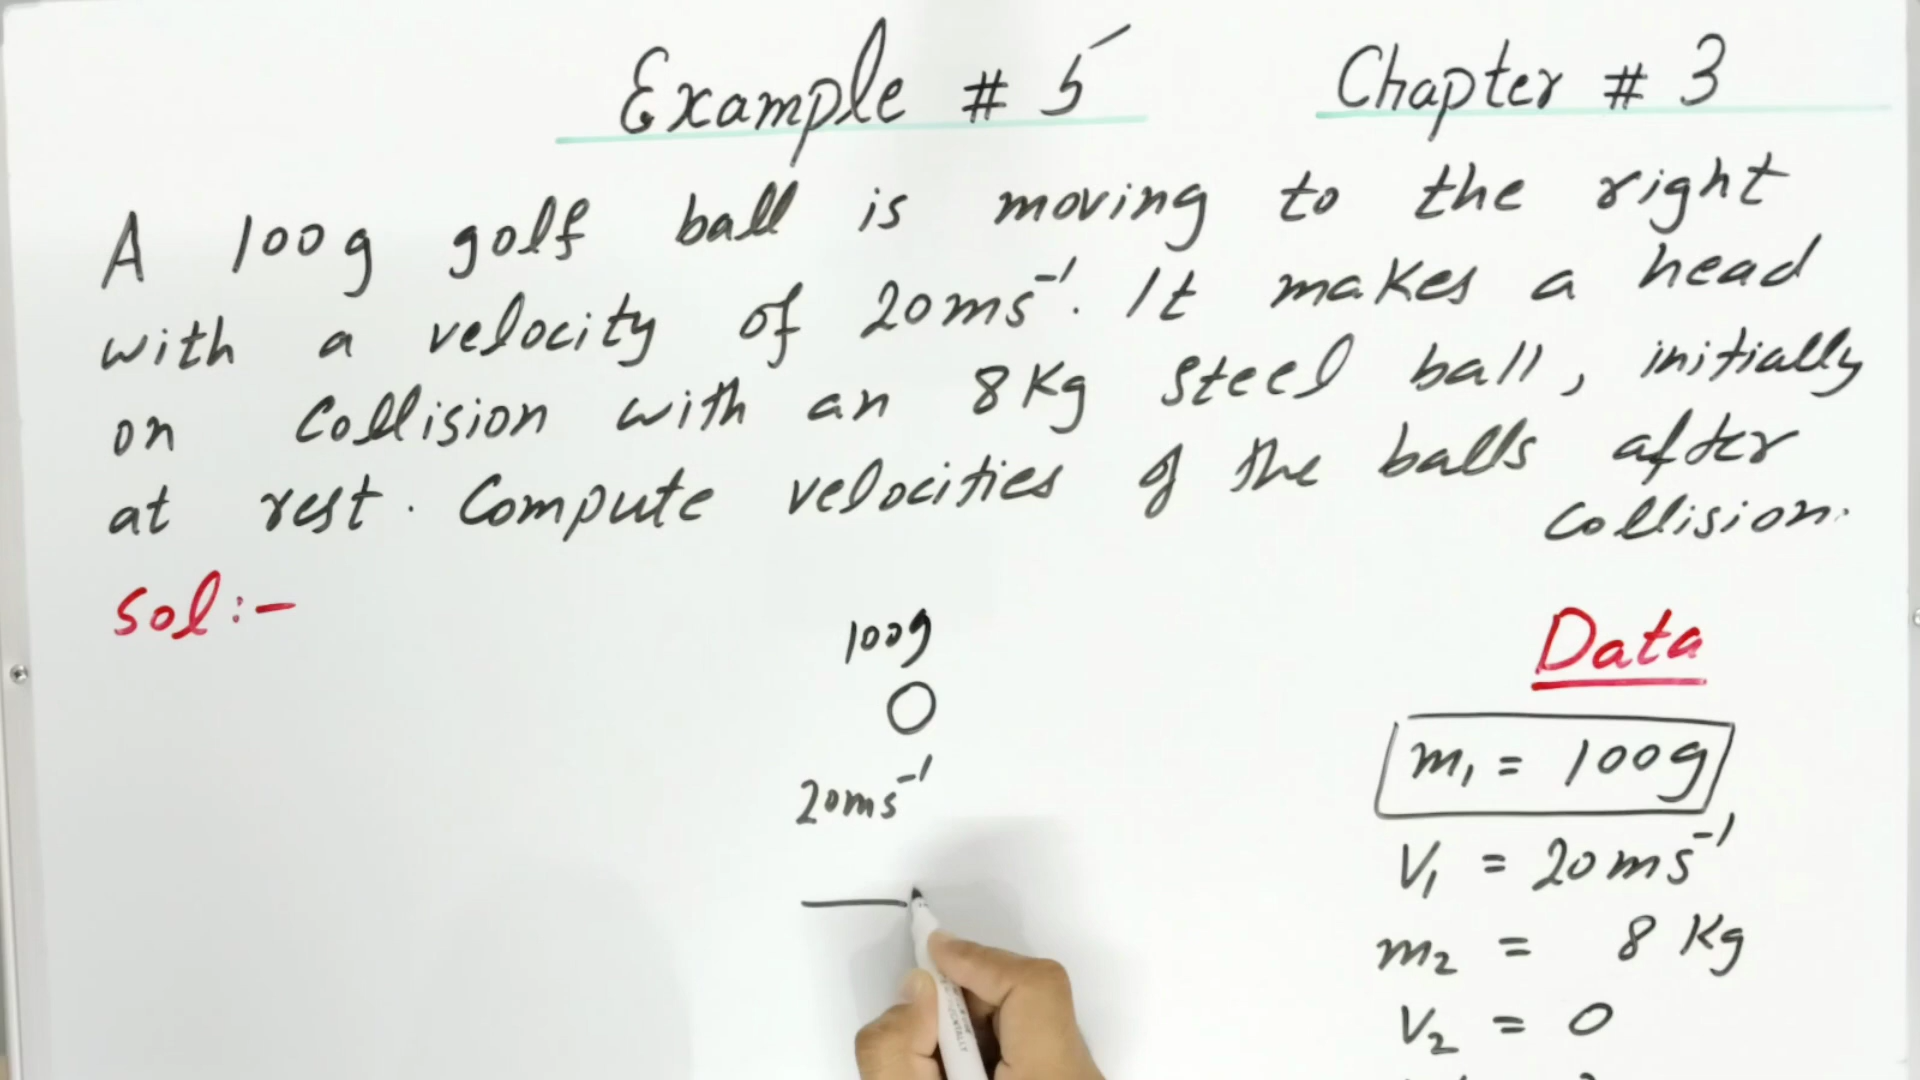 Example # 5
Chapter # 3
A 100g golf ball is moving to the right
with a velocity of 20ms⁻¹. It makes a head
on Collision with an 8Kg Steel ball, initially
at rest. Compute velocities of the balls after
Collision.
Sol:-
100g
20ms⁻¹
Data
m₁ = 100g
V₁ = 20ms⁻¹
m₂ = 8 Kg
V₂ = 0